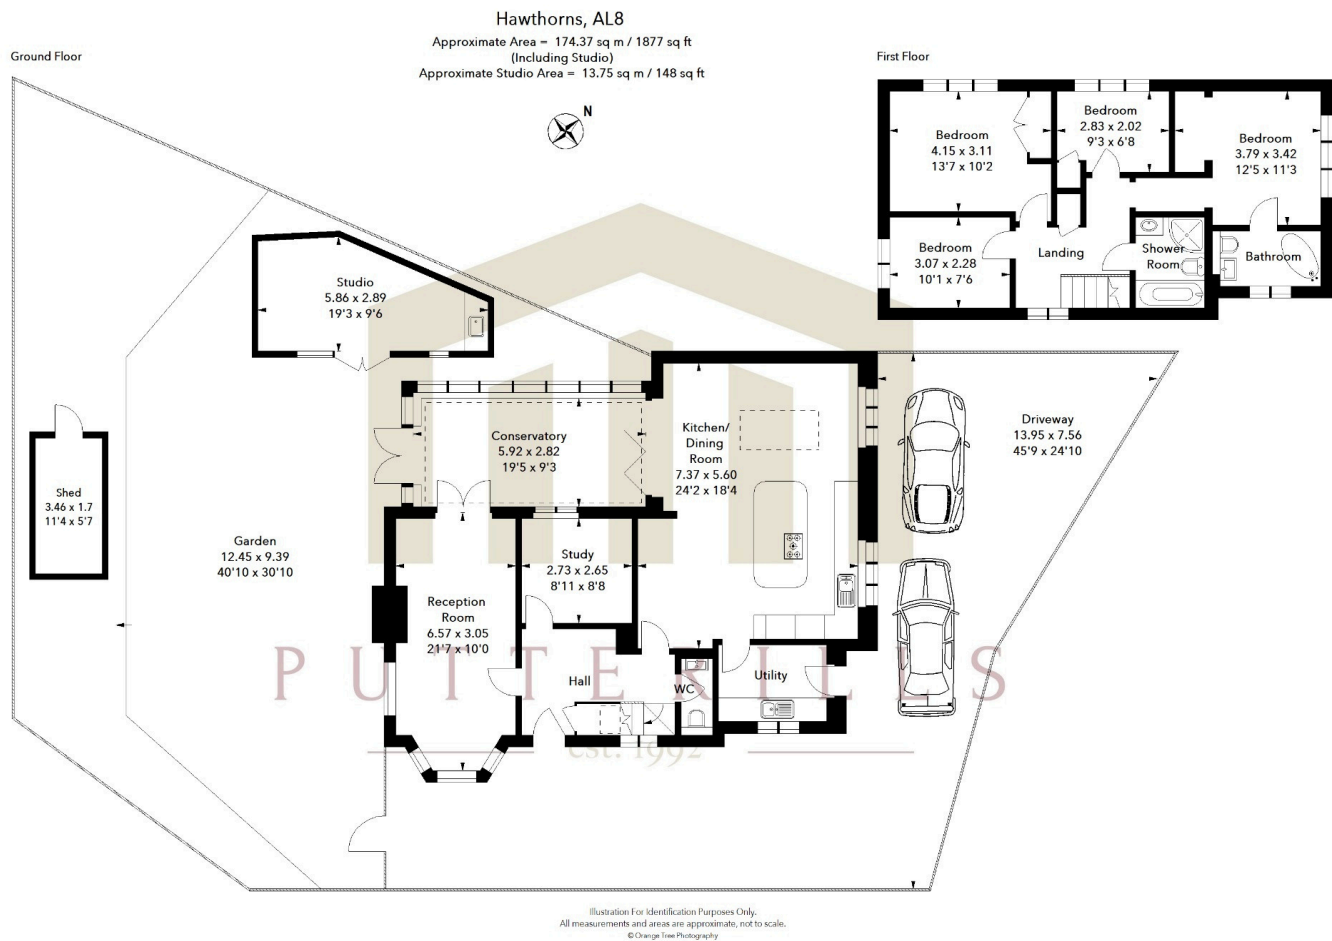 Hawthorns, AL8
Approximate Area = 174.37 sq m / 1877 sq ft
(Including Studio)
Approximate Studio Area = 13.75 sq m / 148 sq ft
Ground Floor
First Floor
N
Bedroom
4.15 x 3.11
13'7 x 10'2
Bedroom
2.83 x 2.02
9'3 x 6'8
Bedroom
3.79 x 3.42
12'5 x 11'3
Bedroom
3.07 x 2.28
10'1 x 7'6
Landing
Shower
Room
Bathroom
Studio
5.86 x 2.89
19'3 x 9'6
Conservatory
5.92 x 2.82
19'5 x 9'3
Kitchen/
Dining
Room
7.37 x 5.60
24'2 x 18'4
Driveway
13.95 x 7.56
45'9 x 24'10
Shed
3.46 x 1.7
11'4 x 5'7
Garden
12.45 x 9.39
40'10 x 30'10
Study
2.73 x 2.65
8'11 x 8'8
Reception
Room
6.57 x 3.05
21'7 x 10'0
Hall
WC
Utility
PUTTERILLS
est. 1992
Illustration For Identification Purposes Only.
All measurements and areas are approximate, not to scale.
© Orange Tree Photography